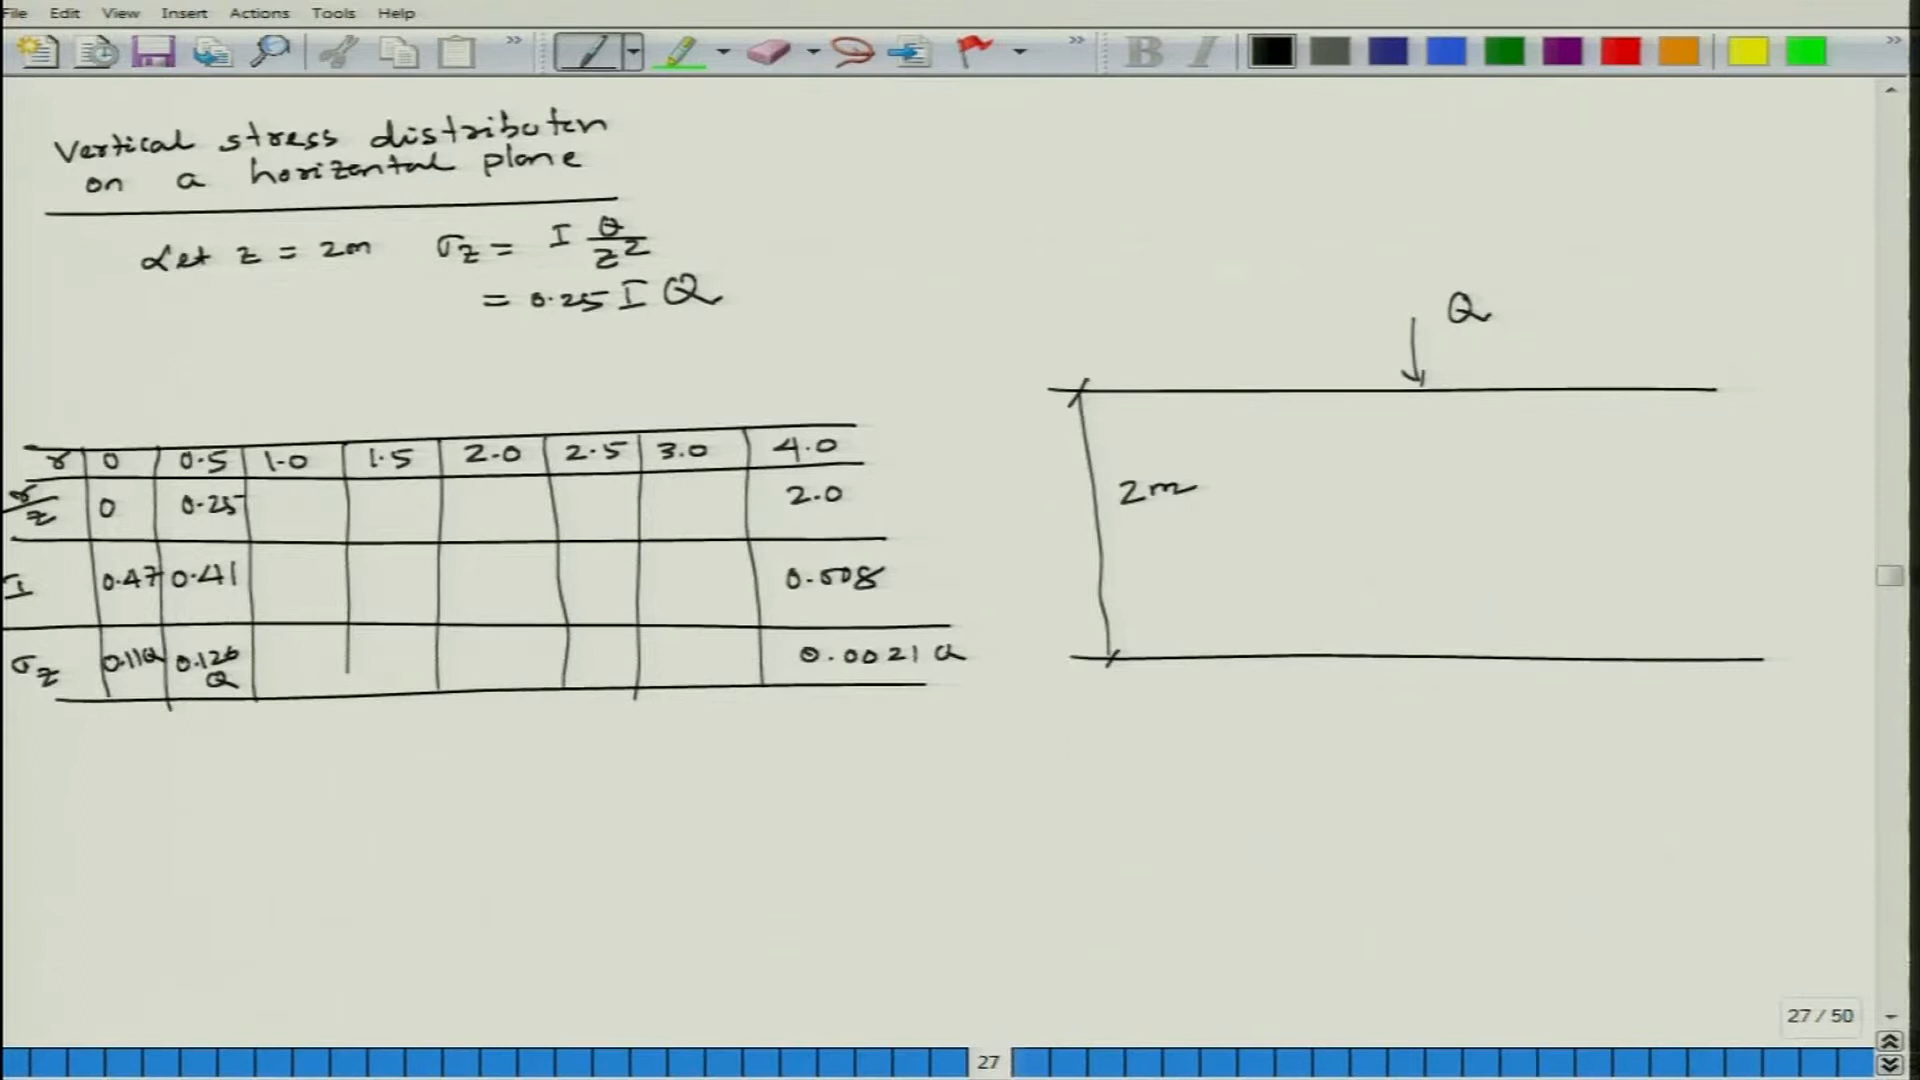 File Edit View Insert Actions Tools Help
B I
Vertical stress distributon
on a horizontal plane
Let z = 2m σz = I Q/z²
= 0.25 I Q
Q
r 0 0.5 1.0 1.5 2.0 2.5 3.0 4.0
r/z 0 0.25 2.0
2m
I 0.47 0.41 0.008
σz 0.11Q 0.126 Q 0.0021 Q
27 / 50
27